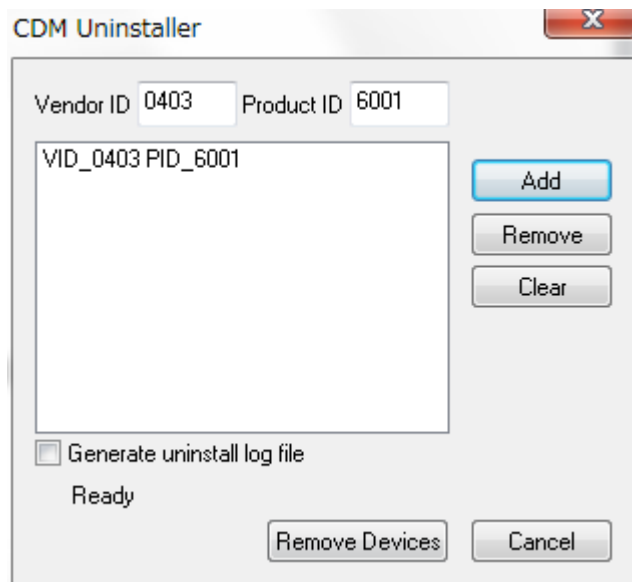 CDM Uninstaller
x
Vendor ID 0403 Product ID 6001
VID_0403 PID_6001
Add
Remove
Clear
Generate uninstall log file
Ready
Remove Devices Cancel